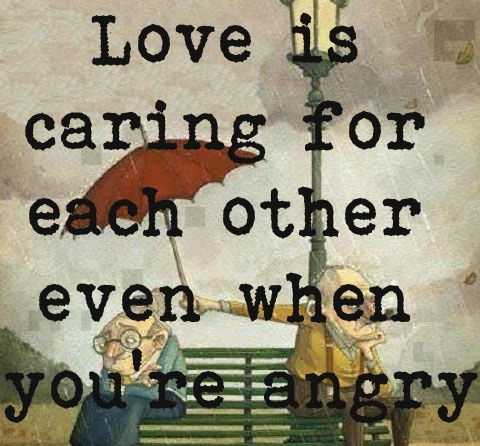 Love is
caring for
each other
even when
you're angry